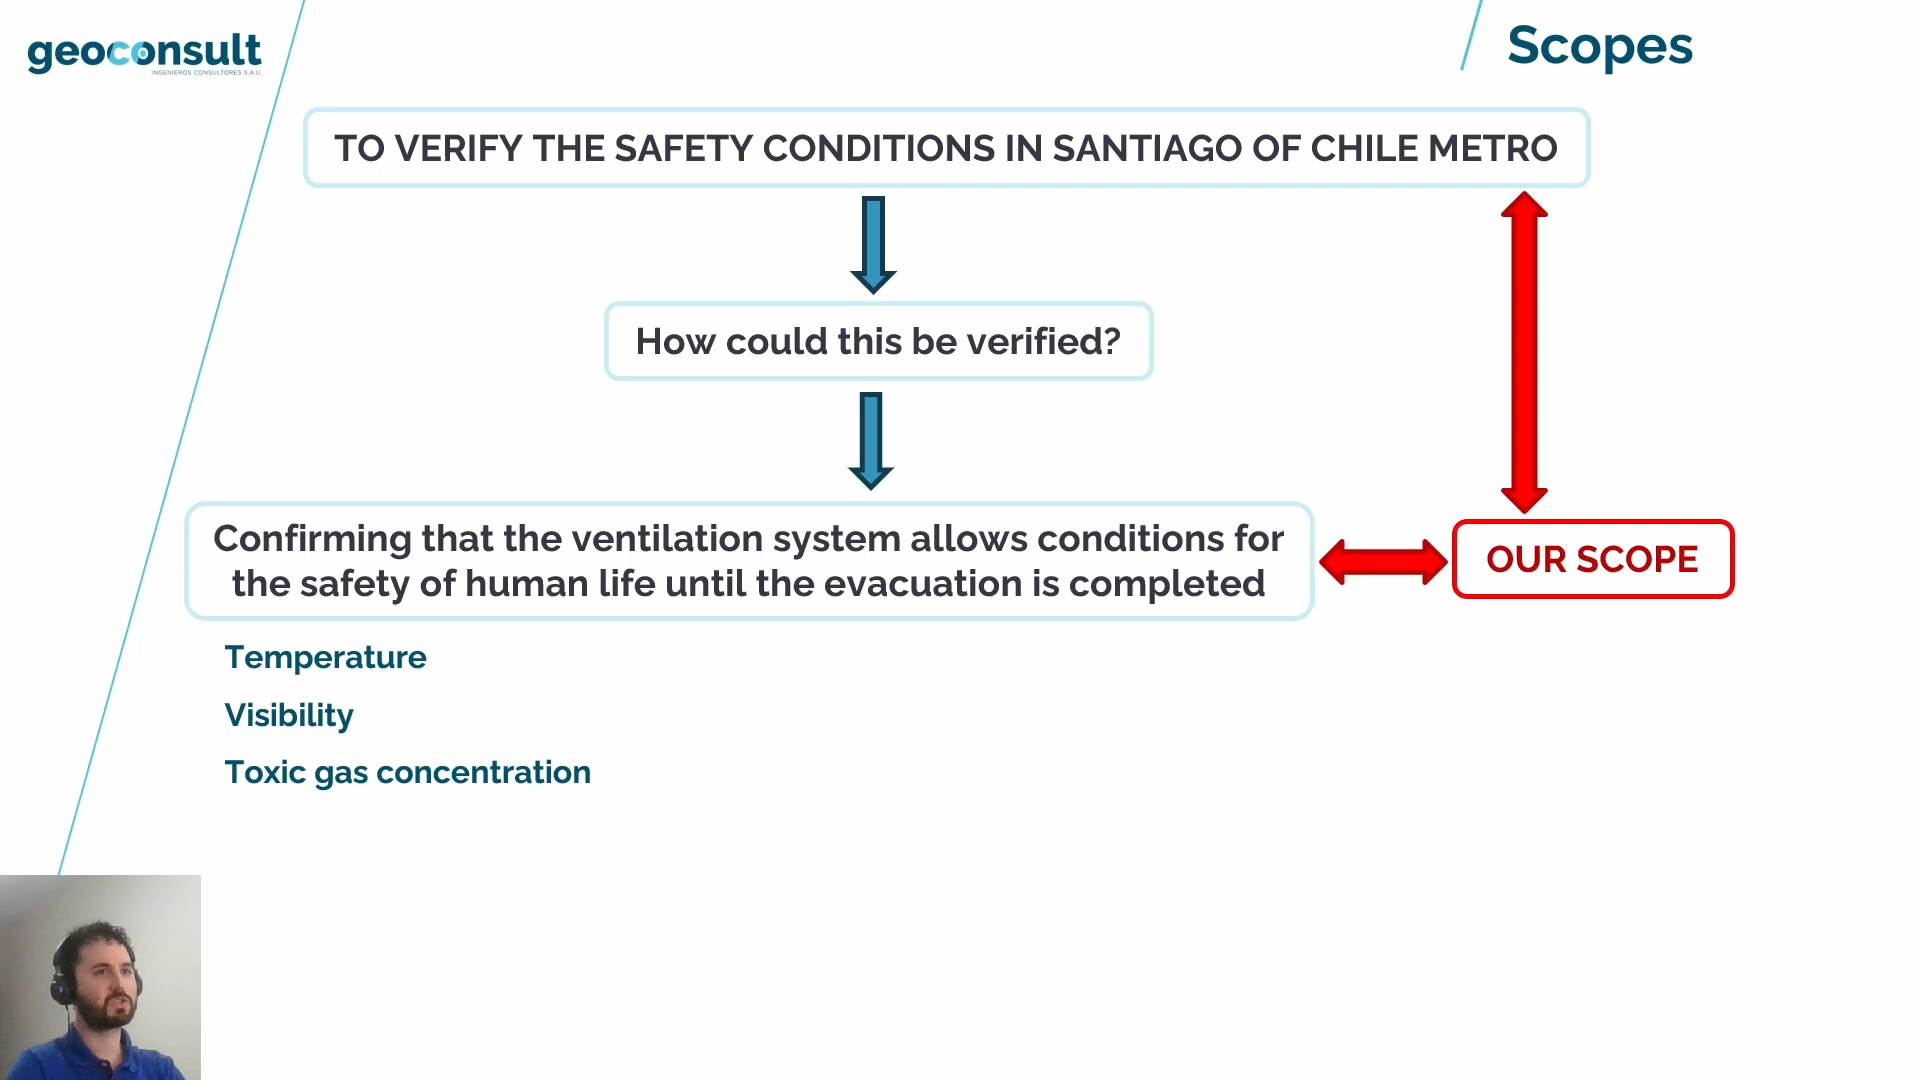 geoconsult
INGENIEROS CONSULTORES S.A.U.
Scopes
TO VERIFY THE SAFETY CONDITIONS IN SANTIAGO OF CHILE METRO
How could this be verified?
Confirming that the ventilation system allows conditions for
the safety of human life until the evacuation is completed
OUR SCOPE
Temperature
Visibility
Toxic gas concentration